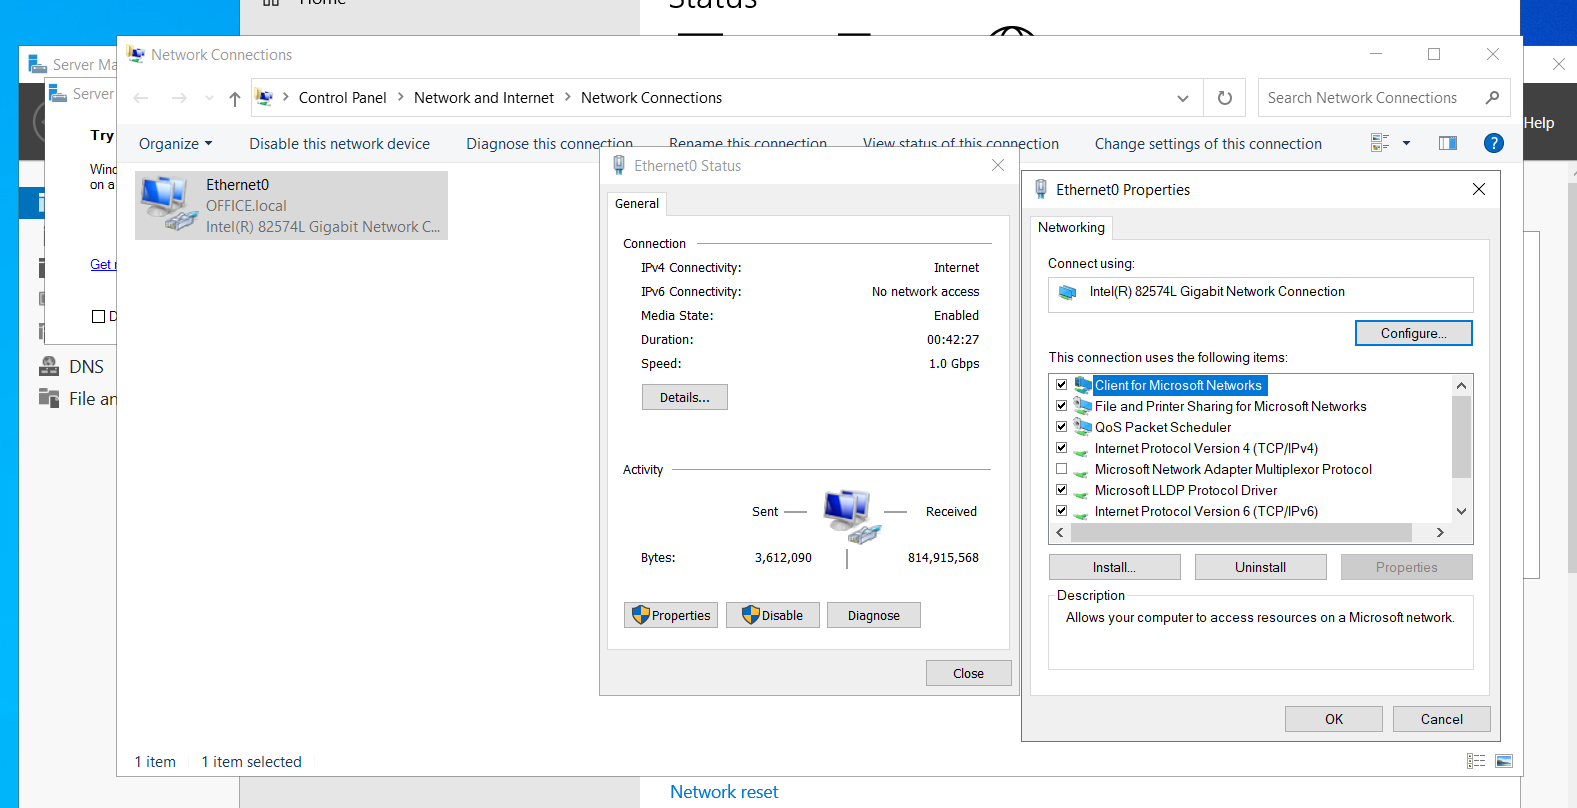 Home
Status
Network Connections
Server Ma
Server
Control Panel > Network and Internet > Network Connections
Search Network Connections
Help
Try
Organize
Disable this network device
Diagnose this connection
Rename this connection
View status of this connection
Change settings of this connection
Wind
on a
Get
DNS
File an
Ethernet0
OFFICE.local
Intel(R) 82574L Gigabit Network C...
Ethernet0 Status
General
Connection
IPv4 Connectivity: Internet
IPv6 Connectivity: No network access
Media State: Enabled
Duration: 00:42:27
Speed: 1.0 Gbps
Details...
Activity
Sent — Received
Bytes: 3,612,090 | 814,915,568
Properties
Disable
Diagnose
Close
Ethernet0 Properties
Networking
Connect using:
Intel(R) 82574L Gigabit Network Connection
Configure...
This connection uses the following items:
Client for Microsoft Networks
File and Printer Sharing for Microsoft Networks
QoS Packet Scheduler
Internet Protocol Version 4 (TCP/IPv4)
Microsoft Network Adapter Multiplexor Protocol
Microsoft LLDP Protocol Driver
Internet Protocol Version 6 (TCP/IPv6)
Install...
Uninstall
Properties
Description
Allows your computer to access resources on a Microsoft network.
OK
Cancel
1 item
1 item selected
Network reset